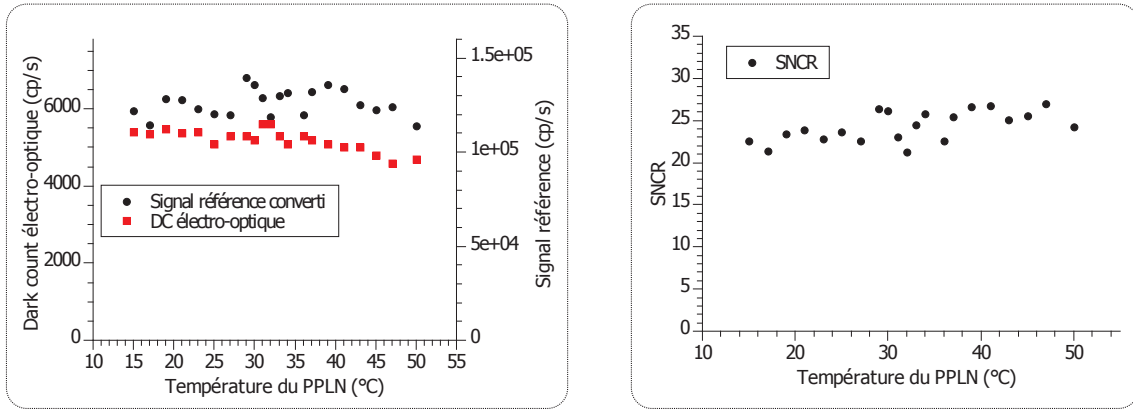 Dark count électro-optique (cp/s)
6000
4000
2000
0
Signal référence converti
DC électro-optique
1.5e+05
1e+05
5e+04
0
Signal référence (cp/s)
10 15 20 25 30 35 40 45 50 55
Température du PPLN (°C)
SNCR
35
30
25
20
15
10
5
0
SNCR
10 20 30 40 50
Température du PPLN (°C)